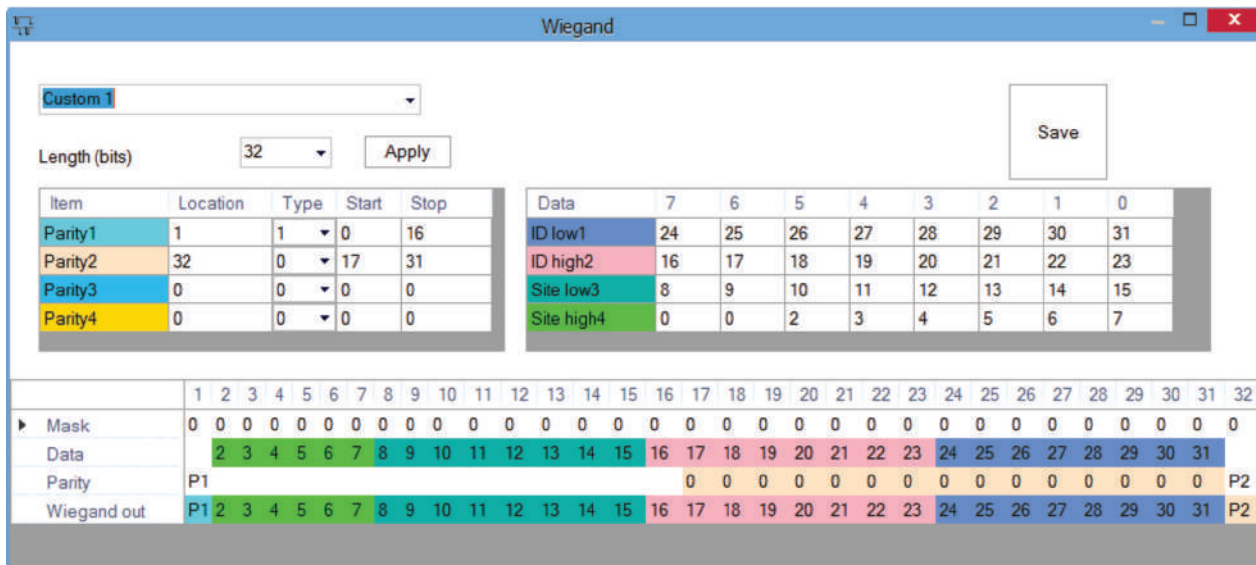 Wiegand
Custom 1
Save
Length (bits) 32 Apply
Item Location Type Start Stop
Parity1 1 1 0 16
Parity2 32 0 17 31
Parity3 0 0 0 0
Parity4 0 0 0 0
Data 7 6 5 4 3 2 1 0
ID low1 24 25 26 27 28 29 30 31
ID high2 16 17 18 19 20 21 22 23
Site low3 8 9 10 11 12 13 14 15
Site high4 0 0 2 3 4 5 6 7
1 2 3 4 5 6 7 8 9 10 11 12 13 14 15 16 17 18 19 20 21 22 23 24 25 26 27 28 29 30 31 32
Mask 0 0 0 0 0 0 0 0 0 0 0 0 0 0 0 0 0 0 0 0 0 0 0 0 0 0 0 0 0 0 0 0
Data 2 3 4 5 6 7 8 9 10 11 12 13 14 15 16 17 18 19 20 21 22 23 24 25 26 27 28 29 30 31
Parity P1 0 0 0 0 0 0 0 0 0 0 0 0 0 0 0 P2
Wiegand out P1 2 3 4 5 6 7 8 9 10 11 12 13 14 15 16 17 18 19 20 21 22 23 24 25 26 27 28 29 30 31 P2